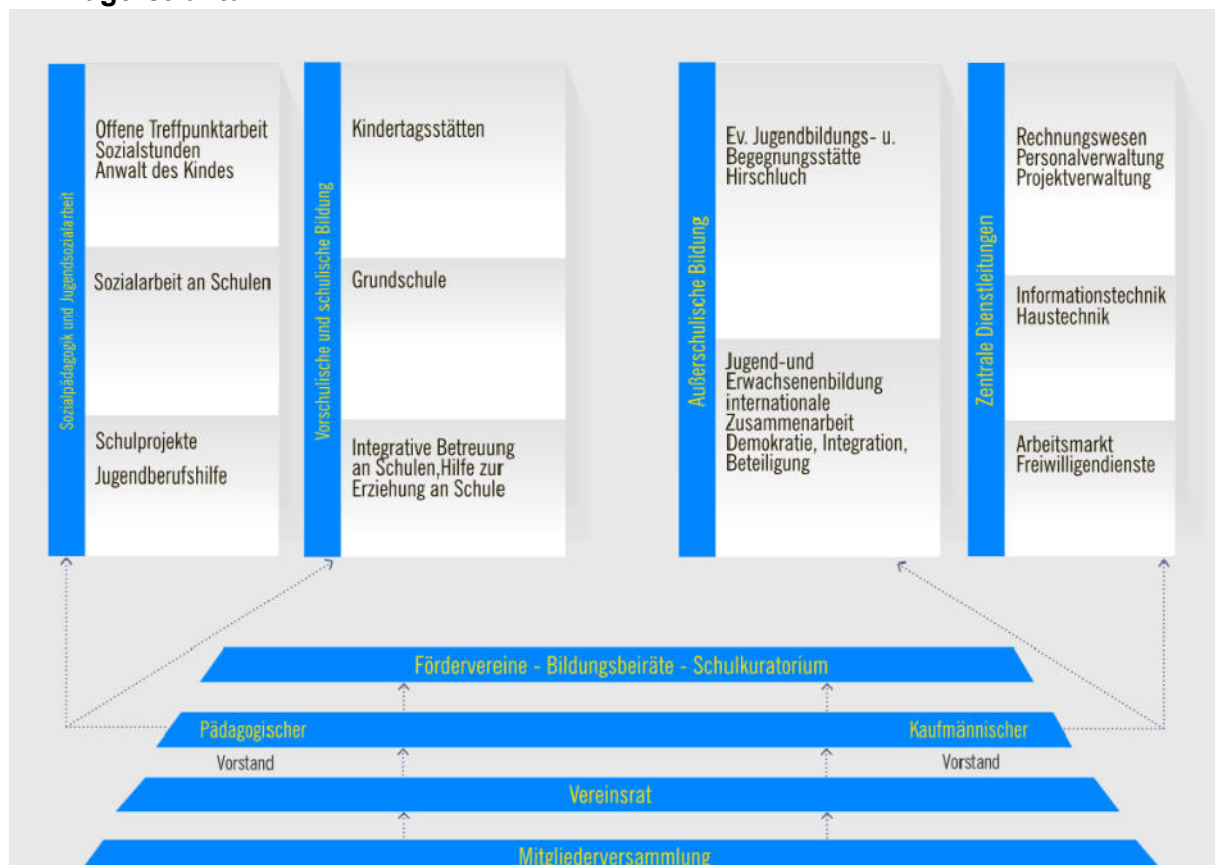 Sozialpädagogik und Jugendsozialarbeit
Offene Treffpunktarbeit
Sozialstunden
Anwalt des Kindes
Sozialarbeit an Schulen
Schulprojekte
Jugendberufshilfe
Vorschulische und schulische Bildung
Kindertagsstätten
Grundschule
Integrative Betreuung
an Schulen,Hilfe zur
Erziehung an Schule
Außerschulische Bildung
Ev. Jugendbildungs- u.
Begegnungsstätte
Hirschluch
Jugend-und
Erwachsenenbildung
internationale
Zusammenarbeit
Demokratie, Integration,
Beteiligung
Zentrale Dienstleitungen
Rechnungswesen
Personalverwaltung
Projektverwaltung
Informationstechnik
Haustechnik
Arbeitsmarkt
Freiwilligendienste
Fördervereine - Bildungsbeiräte - Schulkuratorium
Pädagogischer
Kaufmännischer
Vorstand
Vorstand
Vereinsrat
Mitgliederversammlung